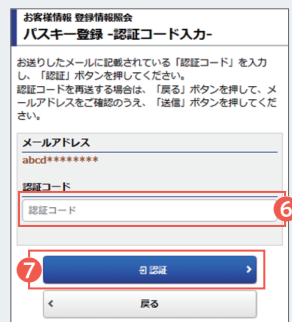 お客様情報 登録情報照会
パスキー登録 -認証コード入力-
お送りしたメールに記載されている「認証コード」を入力
し、「認証」ボタンを押してください。
認証コードを再送する場合は、「戻る」ボタンを押して、メ
ールアドレスをご確認のうえ、「送信」ボタンを押してくだ
さい。
メールアドレス
abcd********
認証コード
認証コード
6
7
認証
戻る